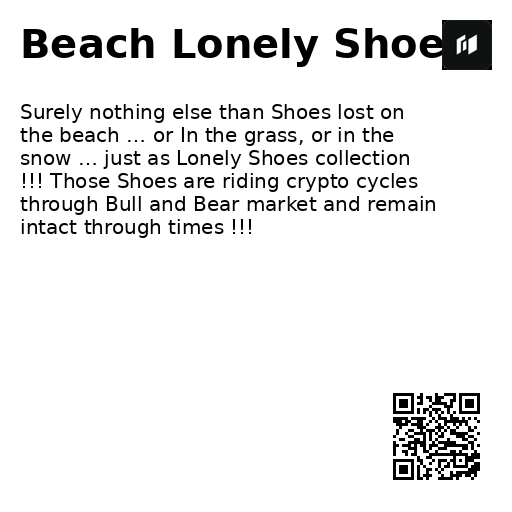 Beach Lonely Shoe
Surely nothing else than Shoes lost on
the beach ... or In the grass, or in the
snow ... just as Lonely Shoes collection
!!! Those Shoes are riding crypto cycles
through Bull and Bear market and remain
intact through times !!!